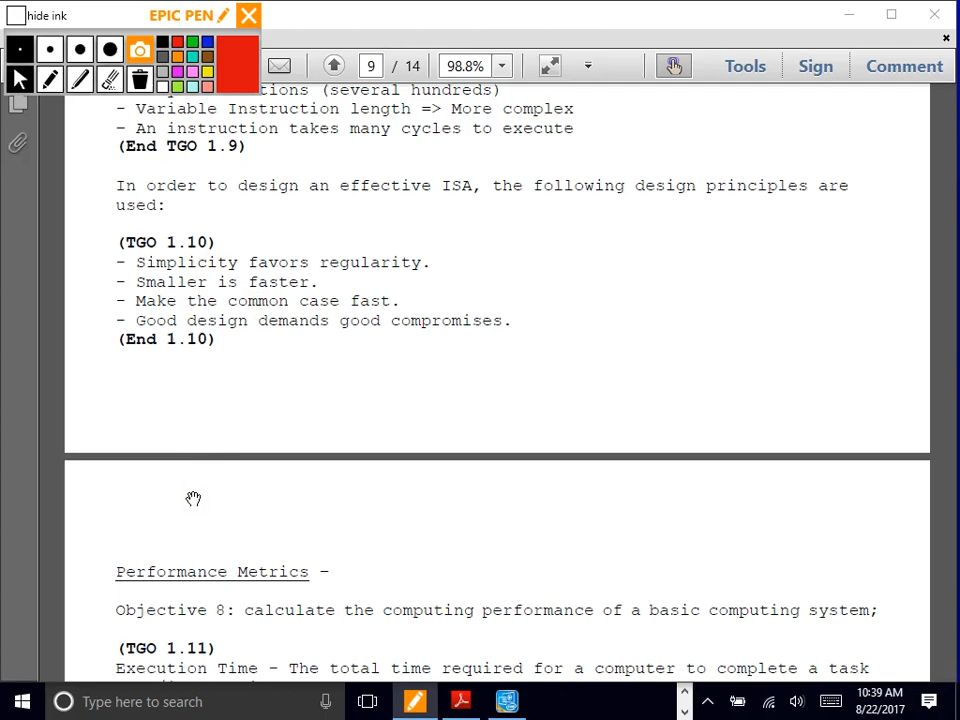 hide ink
EPIC PEN
9 / 14
98.8%
Tools
Sign
Comment
(several hundreds)
- Variable Instruction length => More complex
- An instruction takes many cycles to execute
(End TGO 1.9)
In order to design an effective ISA, the following design principles are
used:
(TGO 1.10)
- Simplicity favors regularity.
- Smaller is faster.
- Make the common case fast.
- Good design demands good compromises.
(End 1.10)
Performance Metrics –
Objective 8: calculate the computing performance of a basic computing system;
(TGO 1.11)
Execution Time - The total time required for a computer to complete a task
Type here to search
10:39 AM
8/22/2017